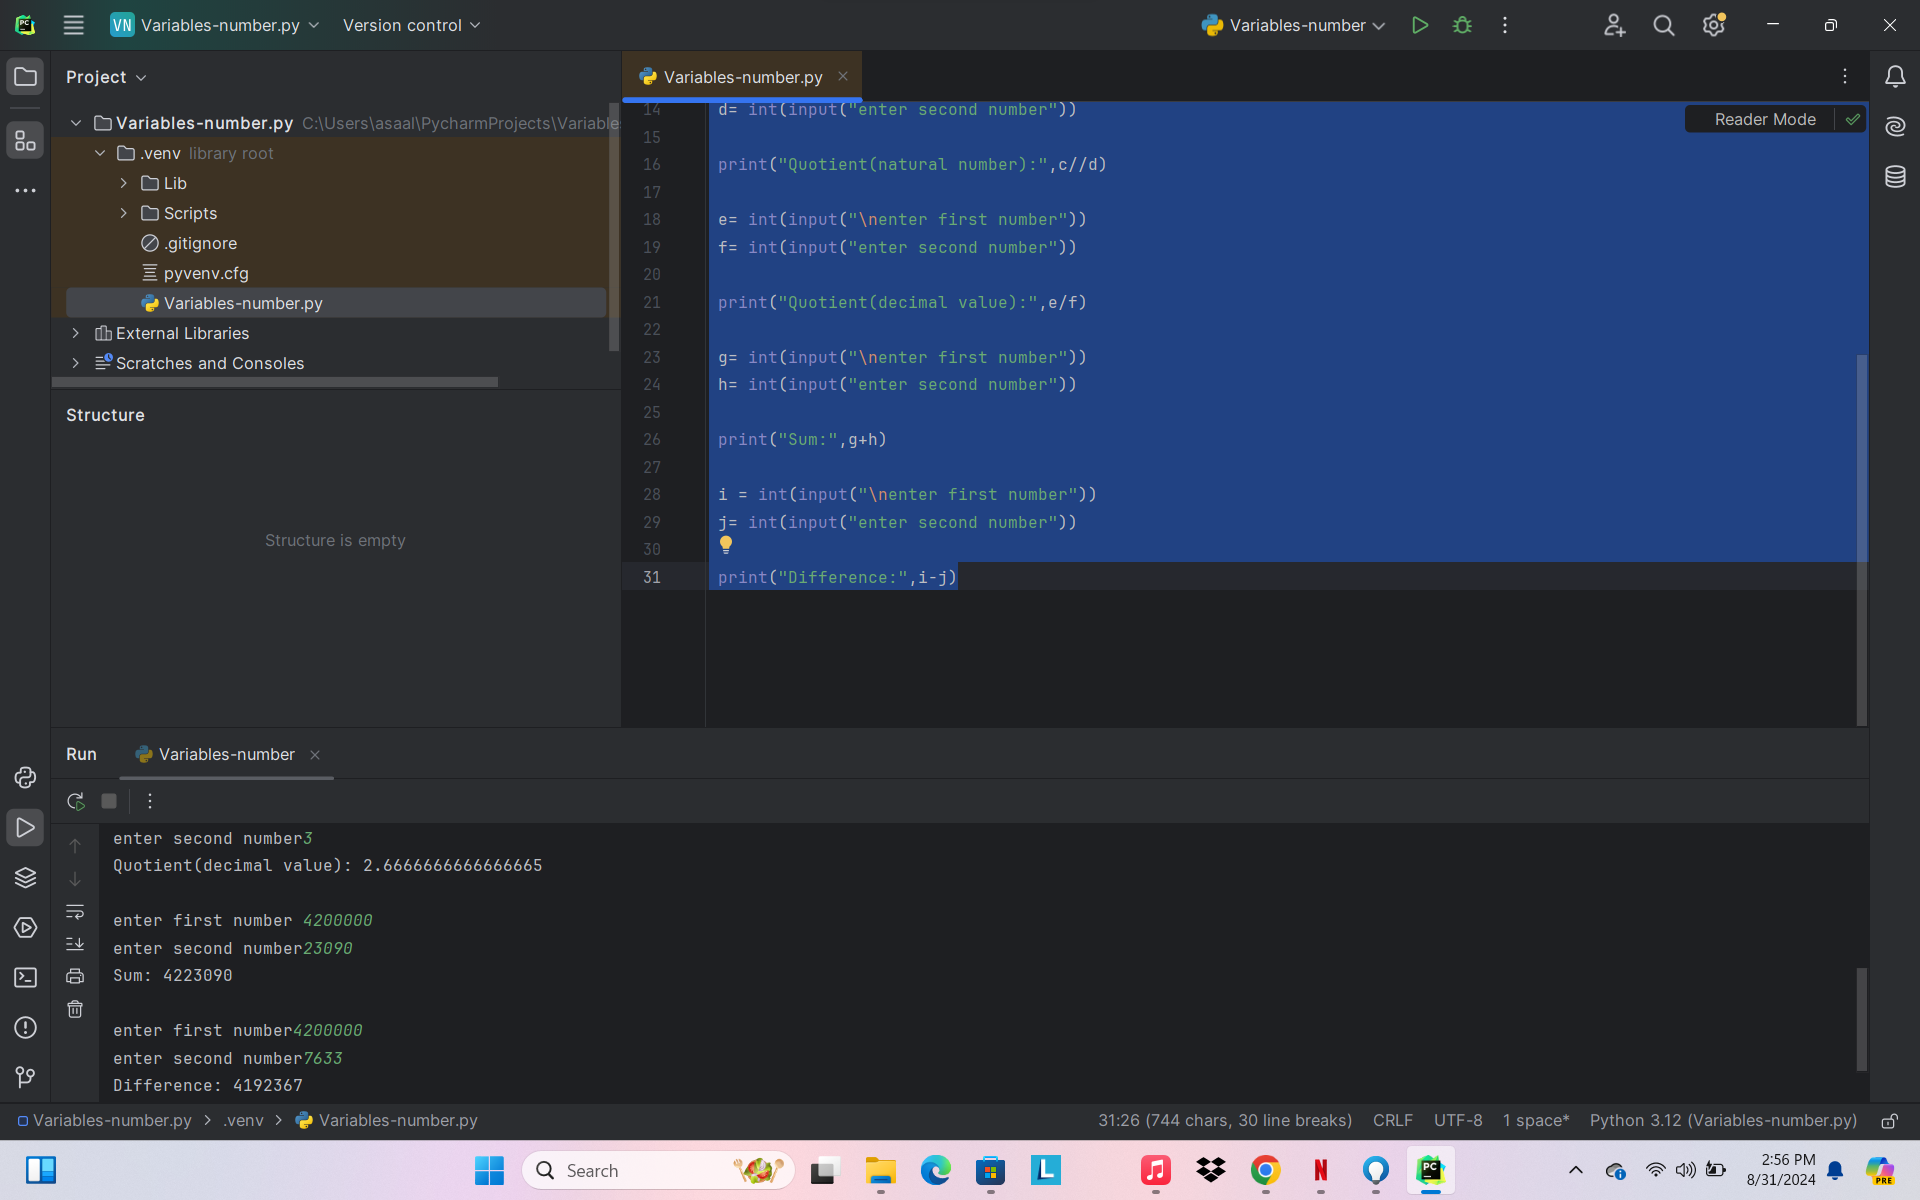 PC
VN Variables-number.py
Version control
Variables-number
Project
Variables-number.py C:\Users\asaal\PycharmProjects\Variable
.venv library root
Lib
Scripts
.gitignore
pyvenv.cfg
Variables-number.py
External Libraries
Scratches and Consoles
Structure
Structure is empty
Variables-number.py
Reader Mode
14 d= int(input("enter second number"))
15
16 print("Quotient(natural number):",c//d)
17
18 e= int(input("\nenter first number"))
19 f= int(input("enter second number"))
20
21 print("Quotient(decimal value):",e/f)
22
23 g= int(input("\nenter first number"))
24 h= int(input("enter second number"))
25
26 print("Sum:",g+h)
27
28 i = int(input("\nenter first number"))
29 j= int(input("enter second number"))
30
31 print("Difference:",i-j)
Run Variables-number
enter second number3
Quotient(decimal value): 2.6666666666666665
enter first number 4200000
enter second number23090
Sum: 4223090
enter first number4200000
enter second number7633
Difference: 4192367
Variables-number.py > .venv > Variables-number.py
31:26 (744 chars, 30 line breaks) CRLF UTF-8 1 space* Python 3.12 (Variables-number.py)
Search
L
N
PC
2:56 PM
8/31/2024
PRE